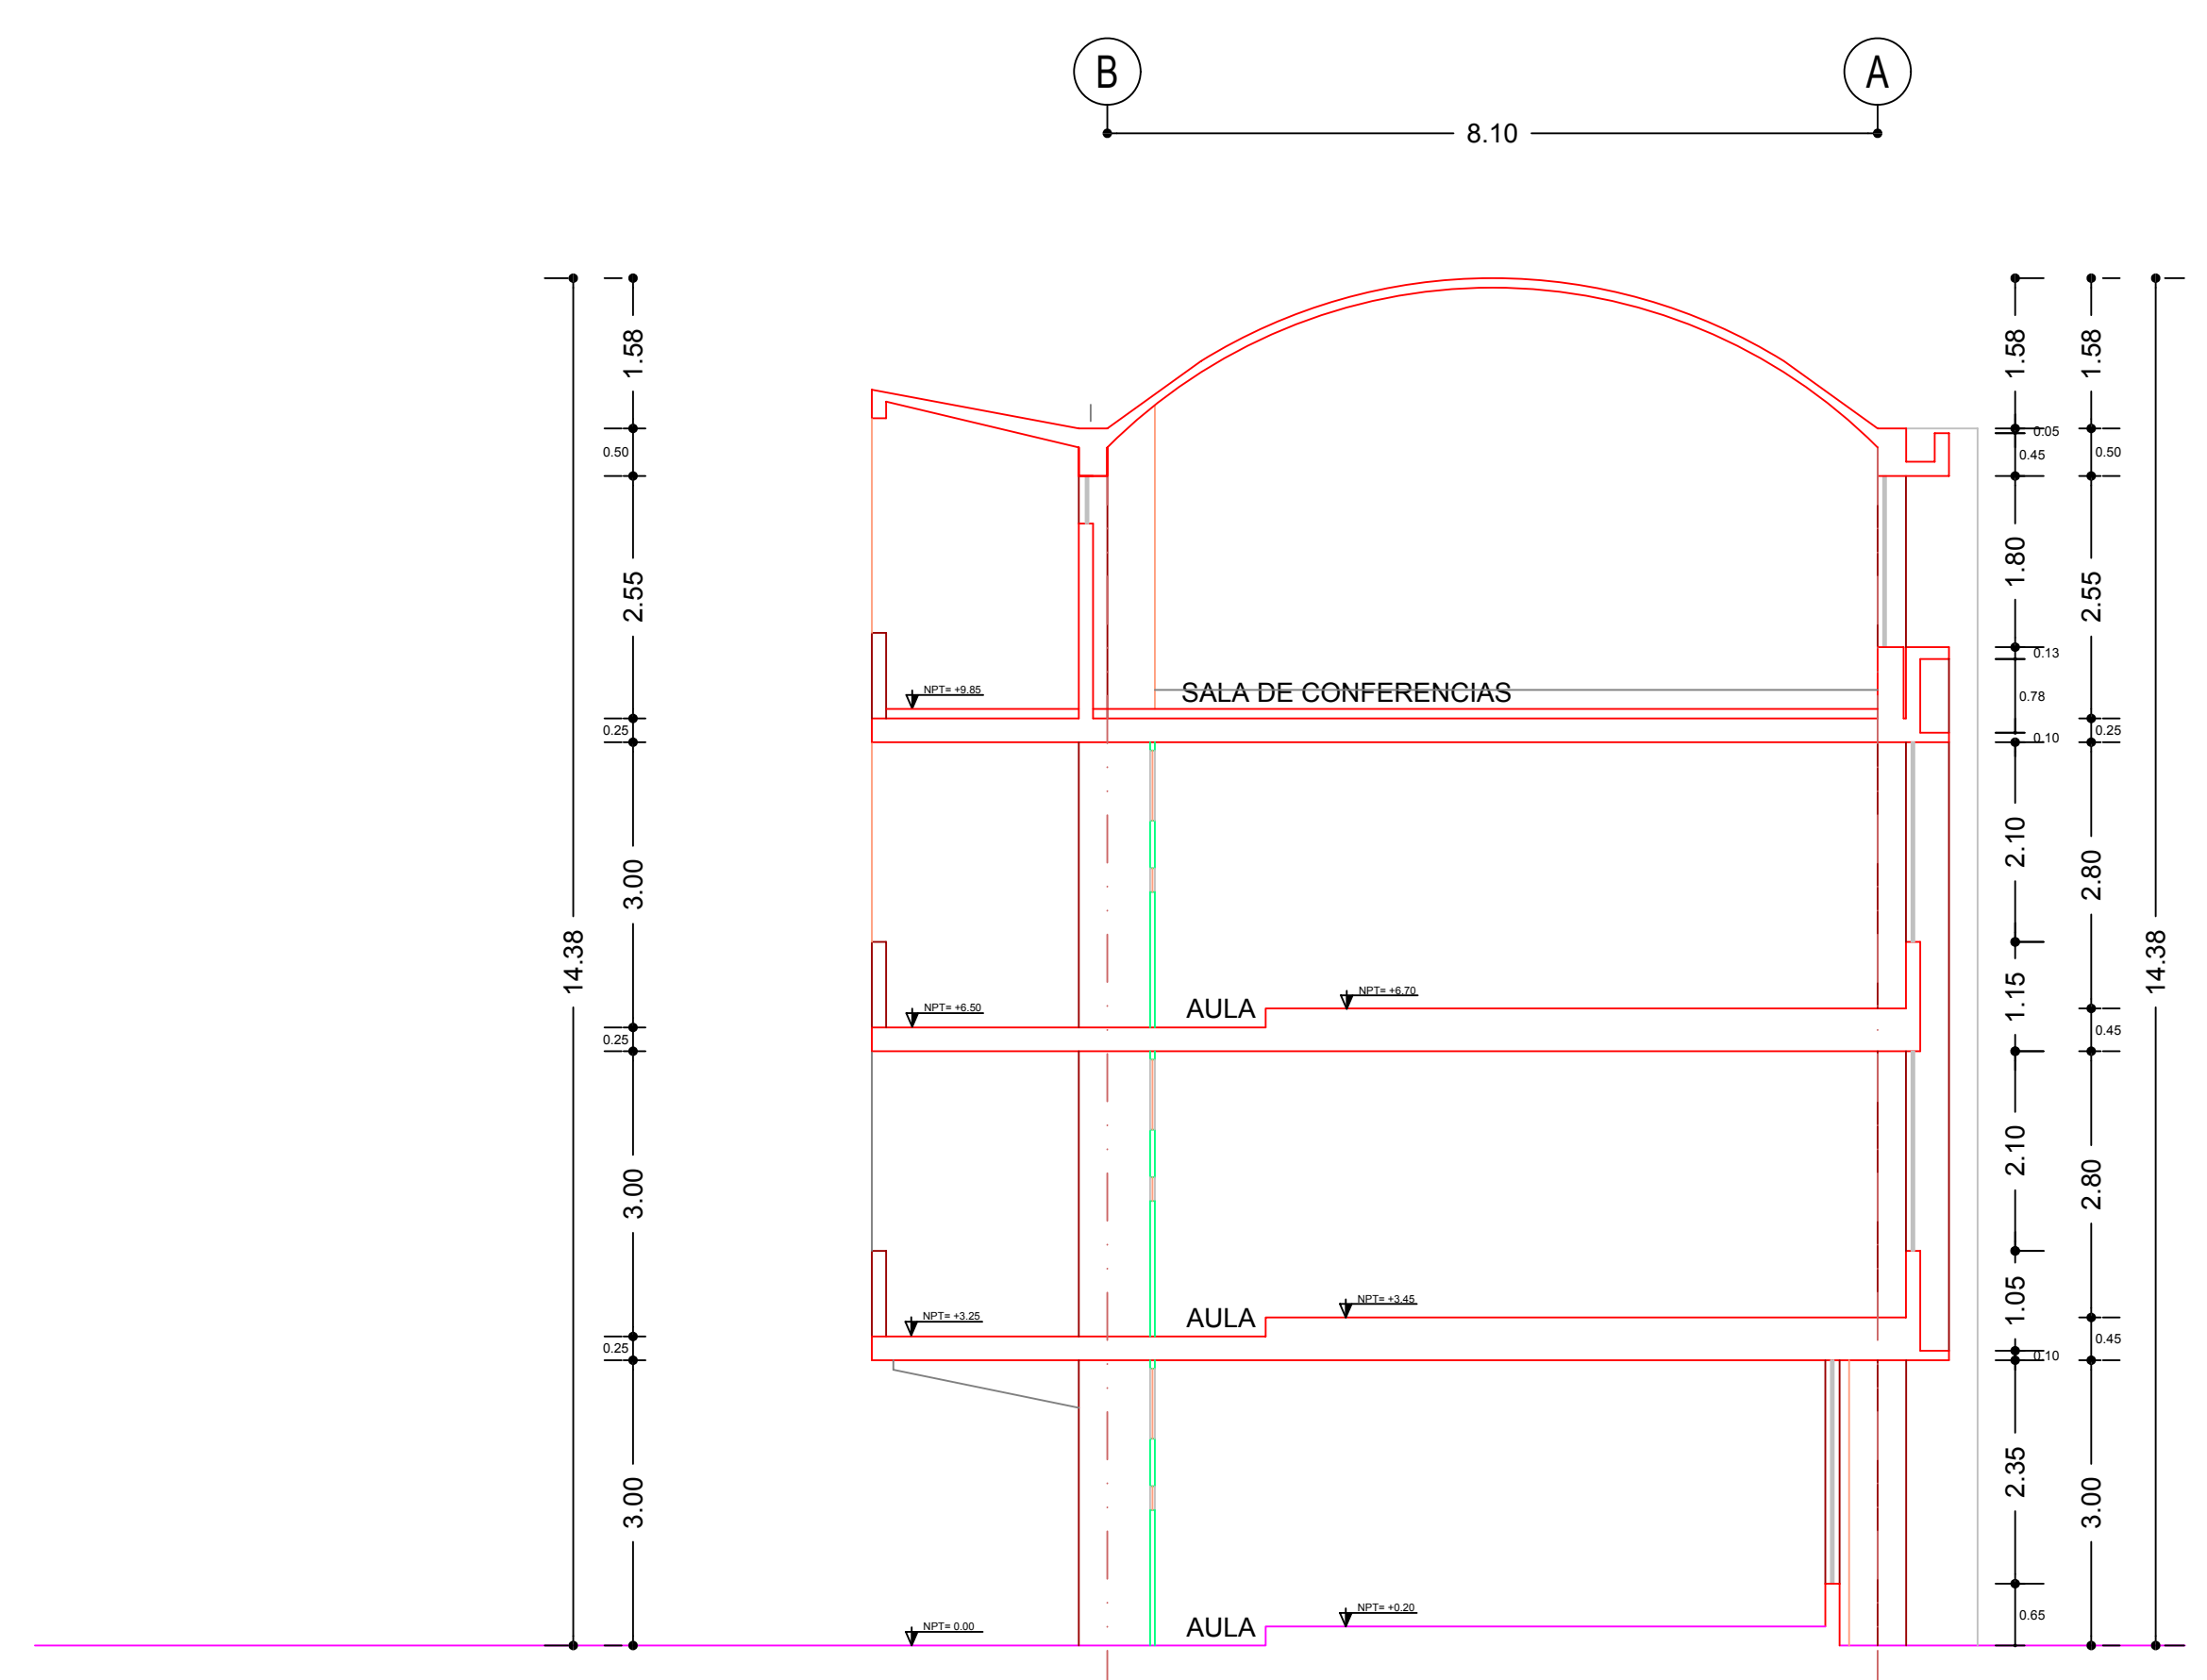 B
A
8.10
1.58
1.58
1.58
0.05
0.50
0.45
0.50
1.80
2.55
2.55
0.13
SALA DE CONFERENCIAS
NPT= +9.85
0.78
0.25
0.25
0.10
2.10
3.00
2.80
14.38
14.38
1.15
NPT= +6.70
AULA
NPT= +6.50
0.25
0.45
2.10
3.00
2.80
1.05
NPT= +3.45
AULA
NPT= +3.25
0.25
0.45
0.10
2.35
3.00
3.00
NPT= +0.20
0.65
AULA
NPT= 0.00